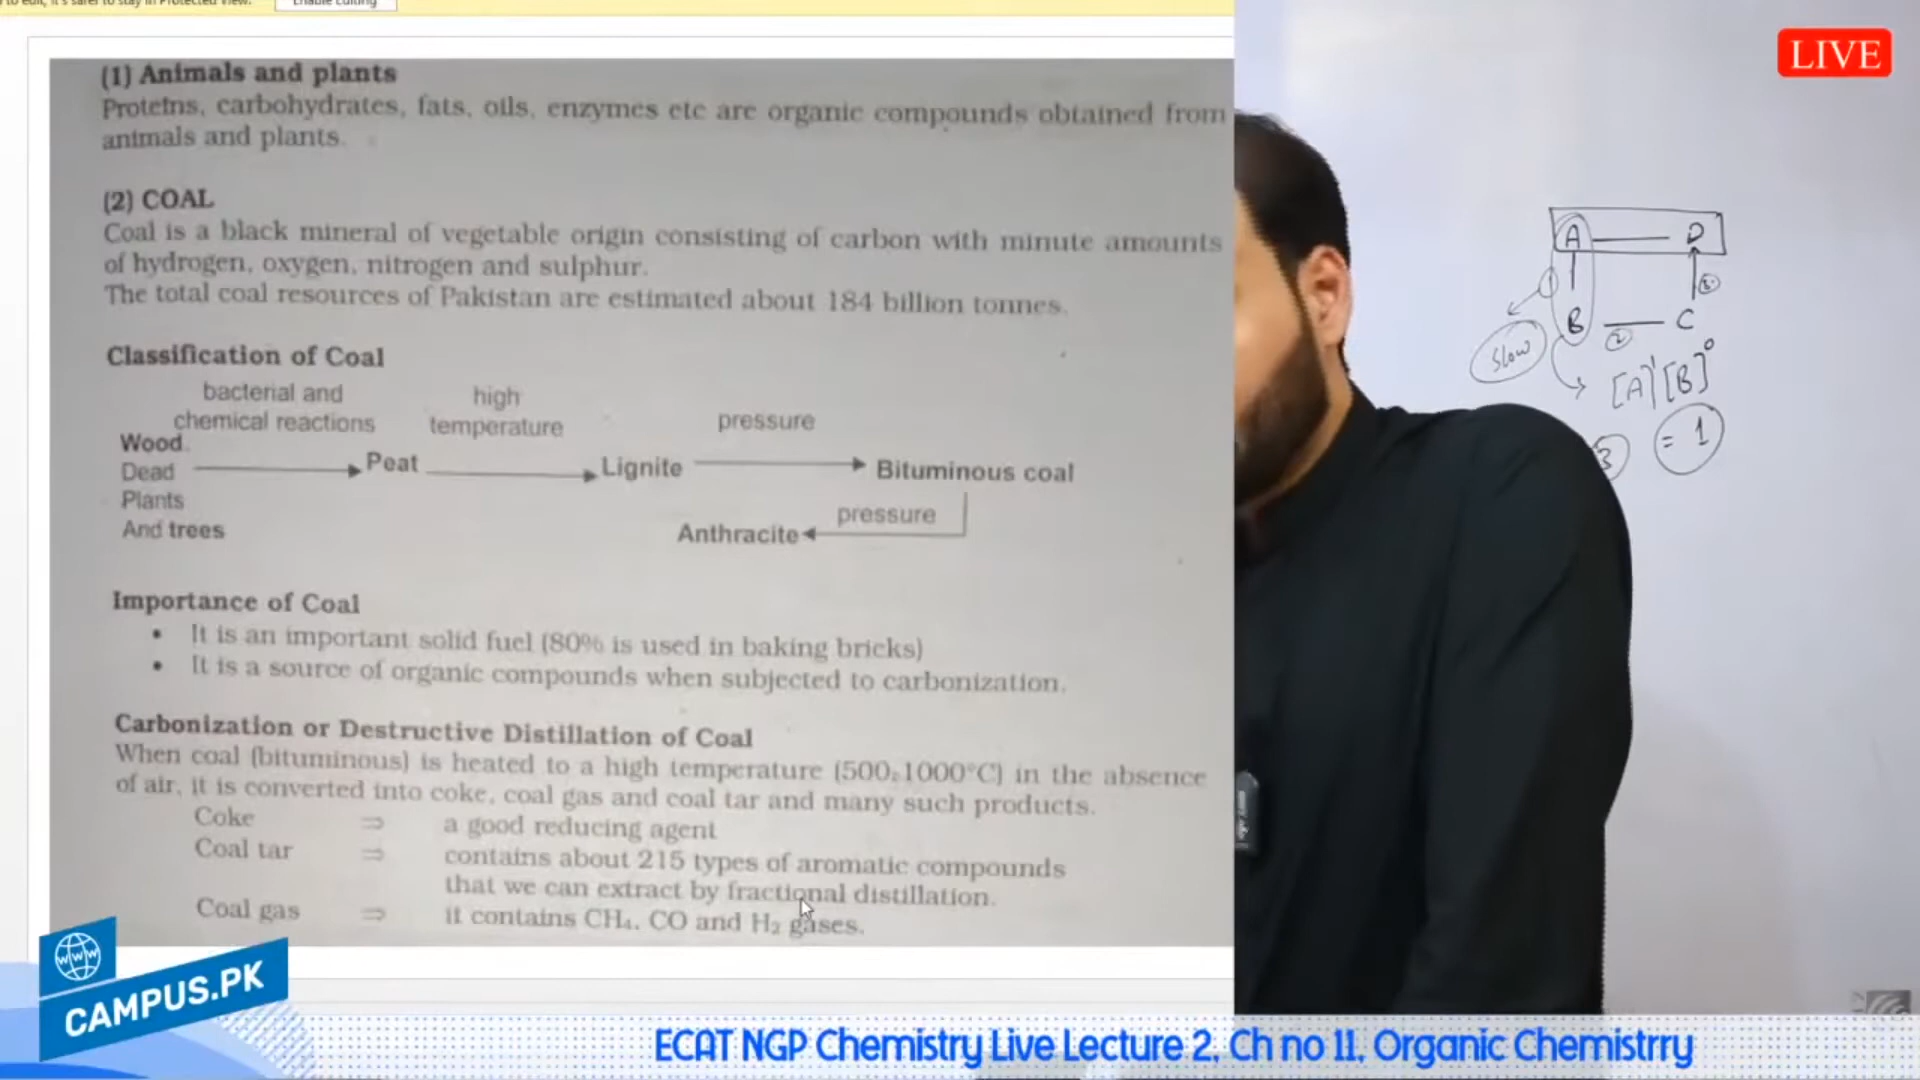 LIVE
(1) Animals and plants
Proteins, carbohydrates, fats, oils, enzymes etc are organic compounds obtained from
animals and plants.
(2) COAL
Coal is a black mineral of vegetable origin consisting of carbon with minute amounts
of hydrogen, oxygen, nitrogen and sulphur.
The total coal resources of Pakistan are estimated about 184 billion tonnes.
Classification of Coal
bacterial and
chemical reactions
high
temperature
pressure
Wood
Dead
Plants
And trees
Peat
Lignite
Bituminous coal
pressure
Anthracite
Importance of Coal
• It is an important solid fuel (80% is used in baking bricks)
• It is a source of organic compounds when subjected to carbonization.
Carbonization or Destructive Distillation of Coal
When coal (bituminous) is heated to a high temperature (500-1000°C) in the absence
of air, it is converted into coke, coal gas and coal tar and many such products.
Coke ⇒ a good reducing agent
Coal tar ⇒ contains about 215 types of aromatic compounds
that we can extract by fractional distillation.
Coal gas ⇒ it contains CH₄, CO and H₂ gases.
A D
1
B C
2
Slow
[A]¹ [B]⁰
= 1
3
www
CAMPUS.PK
ECAT NGP Chemistry Live Lecture 2, Ch no 11, Organic Chemistrry